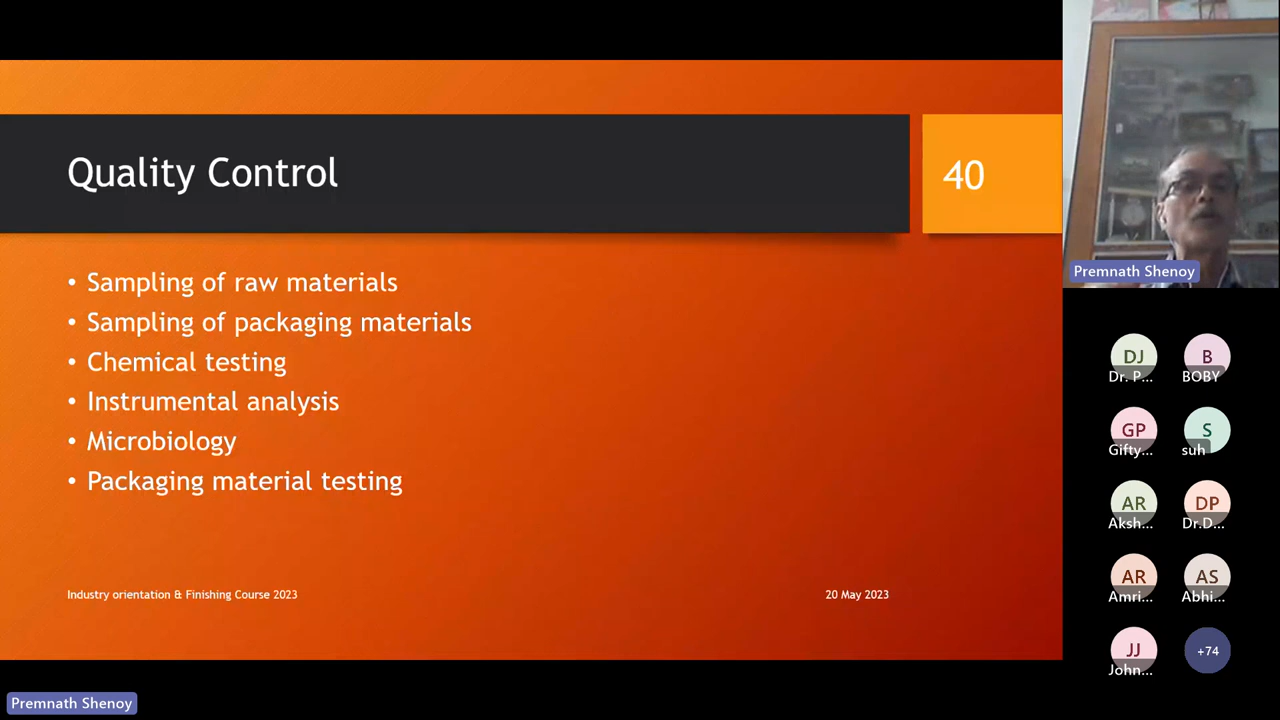 Quality Control
40
• Sampling of raw materials
• Sampling of packaging materials
• Chemical testing
• Instrumental analysis
• Microbiology
• Packaging material testing
Industry orientation & Finishing Course 2023
20 May 2023
Premnath Shenoy
DJ
Dr. P...
B
BOBY
GP
Gifty...
S
suh
AR
Aksh...
DP
Dr.D...
AR
Amri...
AS
Abhi...
JJ
John...
+74
Premnath Shenoy